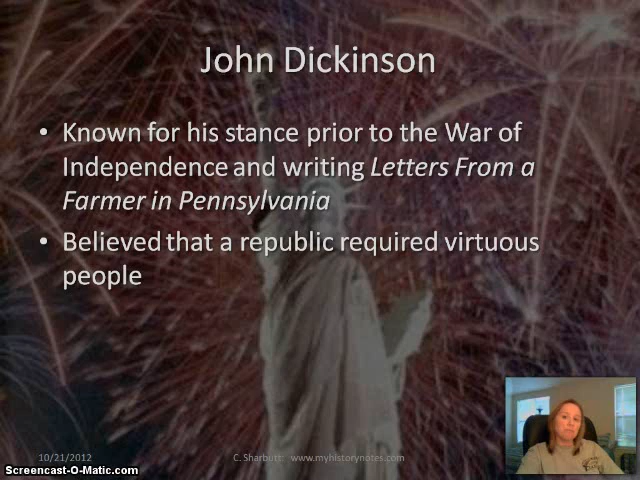 John Dickinson
• Known for his stance prior to the War of
Independence and writing Letters From a
Farmer in Pennsylvania
• Believed that a republic required virtuous
people
10/21/2012
C. Sharbutt: www.myhistorynotes.com
Screencast-O-Matic.com